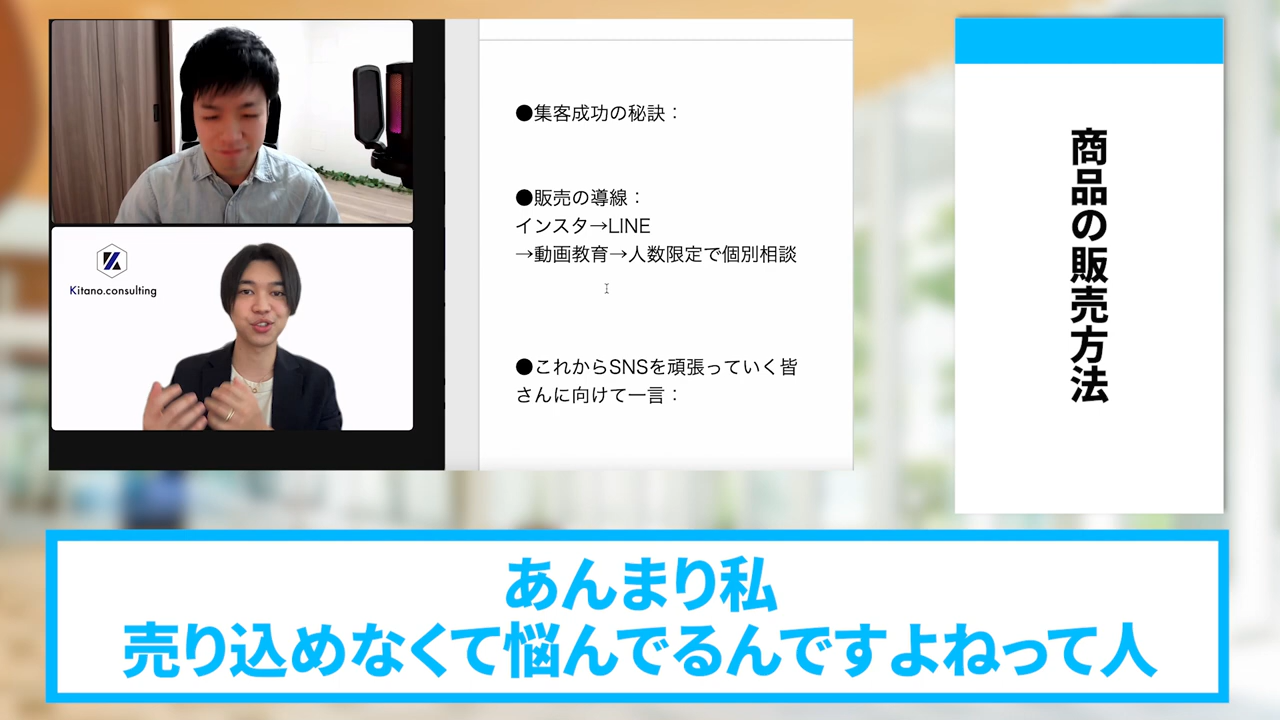 Kitano.consulting
●集客成功の秘訣：
●販売の導線：
インスタ→LINE
→動画教育→人数限定で個別相談
●これからSNSを頑張っていく皆
さんに向けて一言：
商品の販売方法
あんまり私
売り込めなくて悩んでるんですよねって人